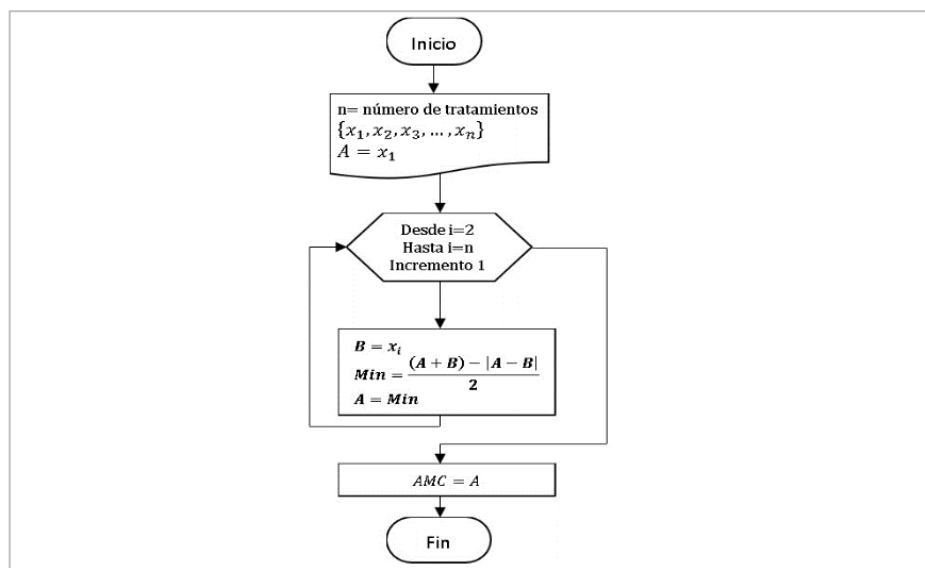 Inicio
n= número de tratamientos
{x₁, x₂, x₃, ... , xₙ}
A = x₁
Desde i=2
Hasta i=n
Incremento 1
B = xᵢ
Min = (A + B) − |A − B| / 2
A = Min
AMC = A
Fin